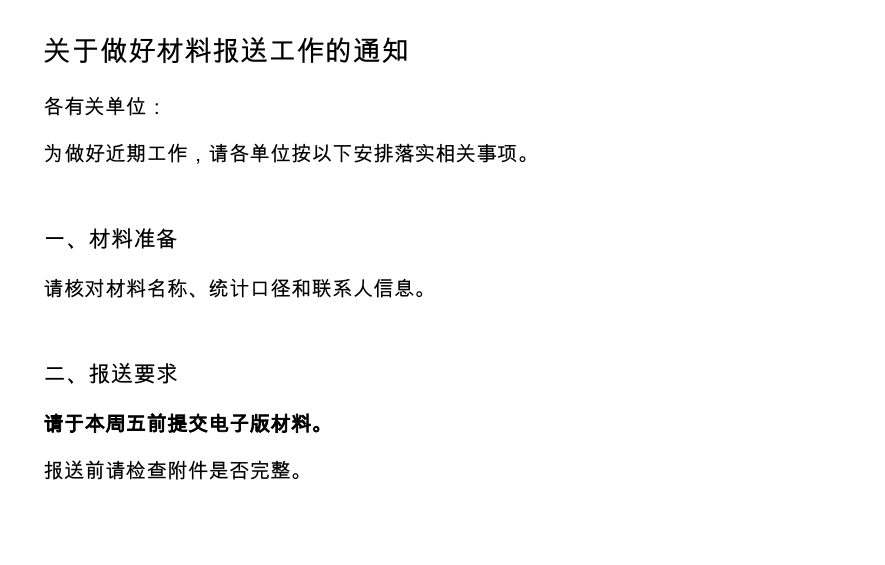 关于做好材料报送工作的通知
各有关单位：
为做好近期工作，请各单位按以下安排落实相关事项。
一、材料准备
请核对材料名称、统计口径和联系人信息。
二、报送要求
请于本周五前提交电子版材料。
报送前请检查附件是否完整。